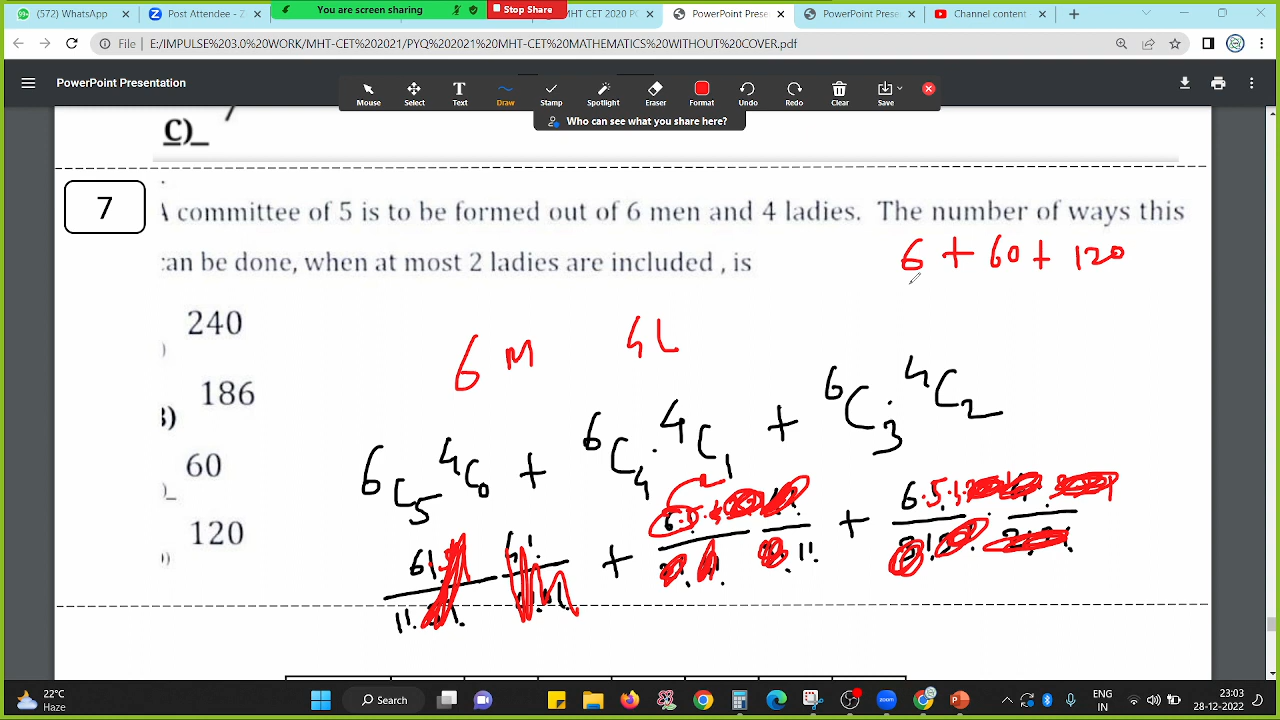 (572) WhatsApp
Post Attendee - Z
You are screen sharing
Stop Share
MHT CET 2020 PC
PowerPoint Prese
PowerPoint Prese
Channel content
File
E:/IMPULSE%203.0%20WORK/MHT-CET%202021/PYQ%202021%20MHT-CET%20MATHEMATICS%20WITHOUT%20COVER.pdf
PowerPoint Presentation
Mouse
Select
Text
Draw
Stamp
Spotlight
Eraser
Format
Undo
Redo
Clear
Save
Who can see what you share here?
C)
7
A committee of 5 is to be formed out of 6 men and 4 ladies. The number of ways this
can be done, when at most 2 ladies are included , is
6 + 60 + 120
240
186
60
120
6 M 4L
6C5 4C0 + 6C4 . 4C1 + 6C3 . 4C2
22°C
Haze
Search
ENG
IN
23:03
28-12-2022